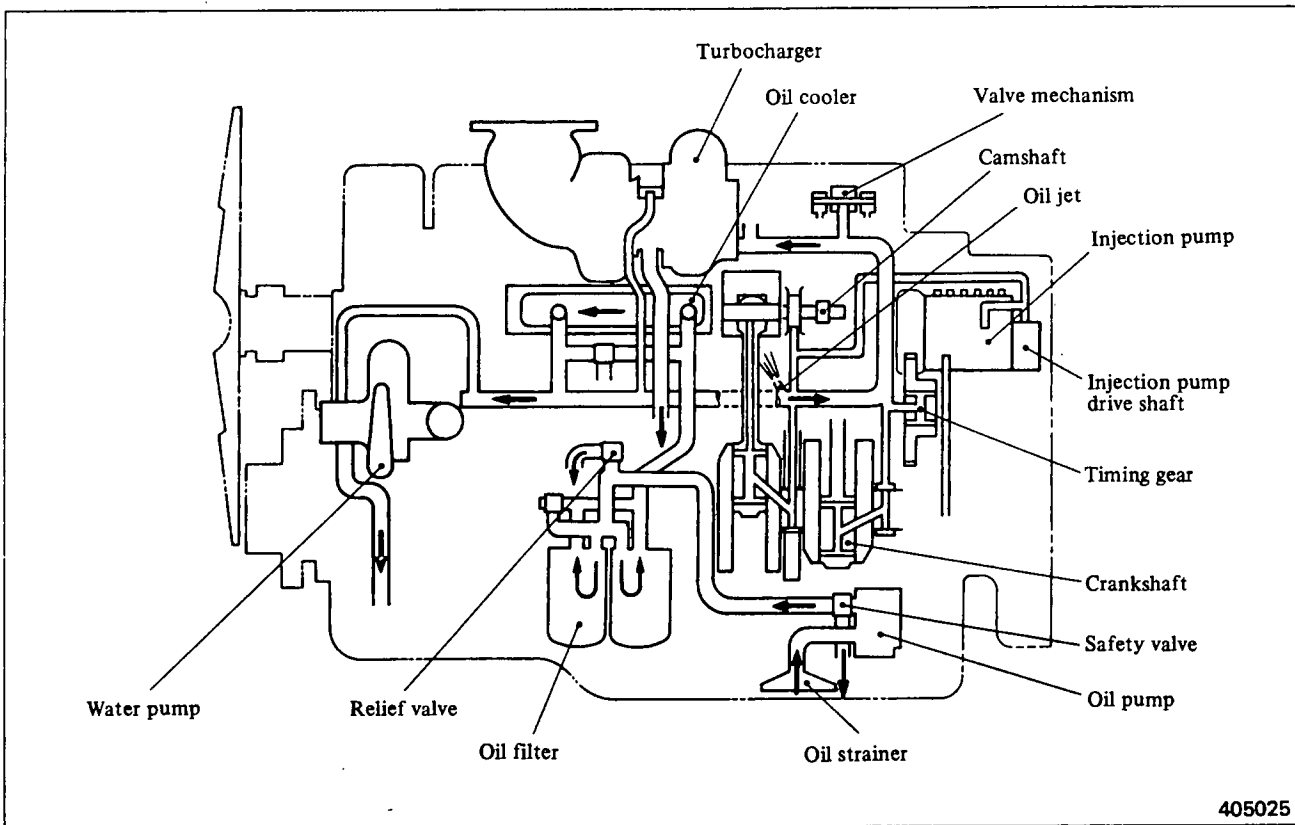 Turbocharger
Oil cooler
Valve mechanism
Camshaft
Oil jet
Injection pump
Injection pump
drive shaft
Timing gear
Crankshaft
Safety valve
Oil pump
Water pump
Relief valve
Oil filter
Oil strainer
405025